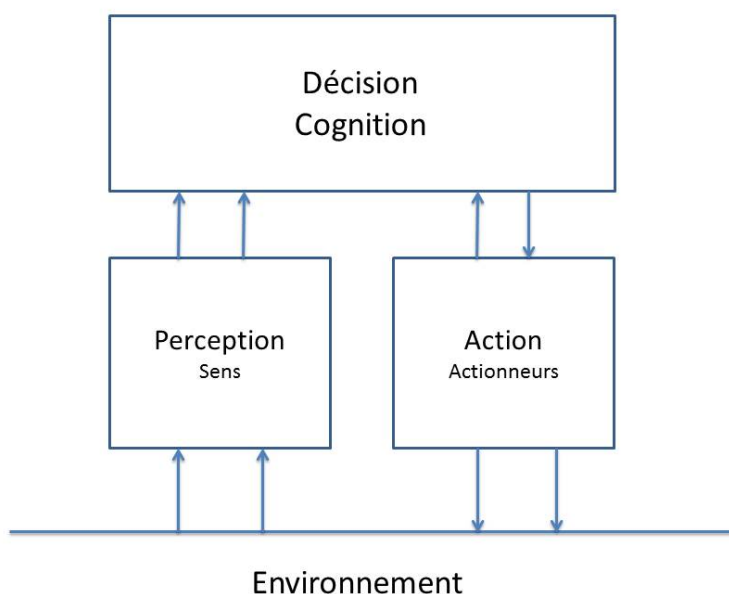 Décision
Cognition
Perception
Sens
Action
Actionneurs
Environnement